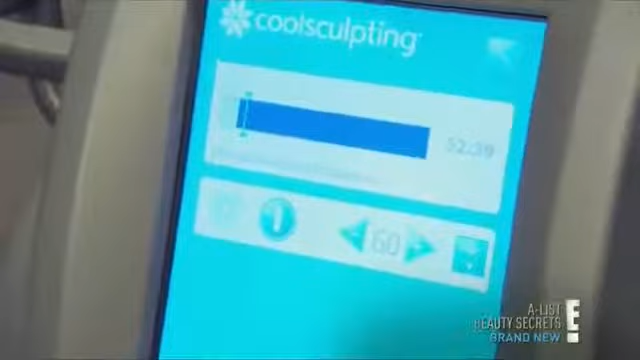 coolsculpting
52:39
60
A-LIST
BEAUTY SECRETS
BRAND NEW
E!